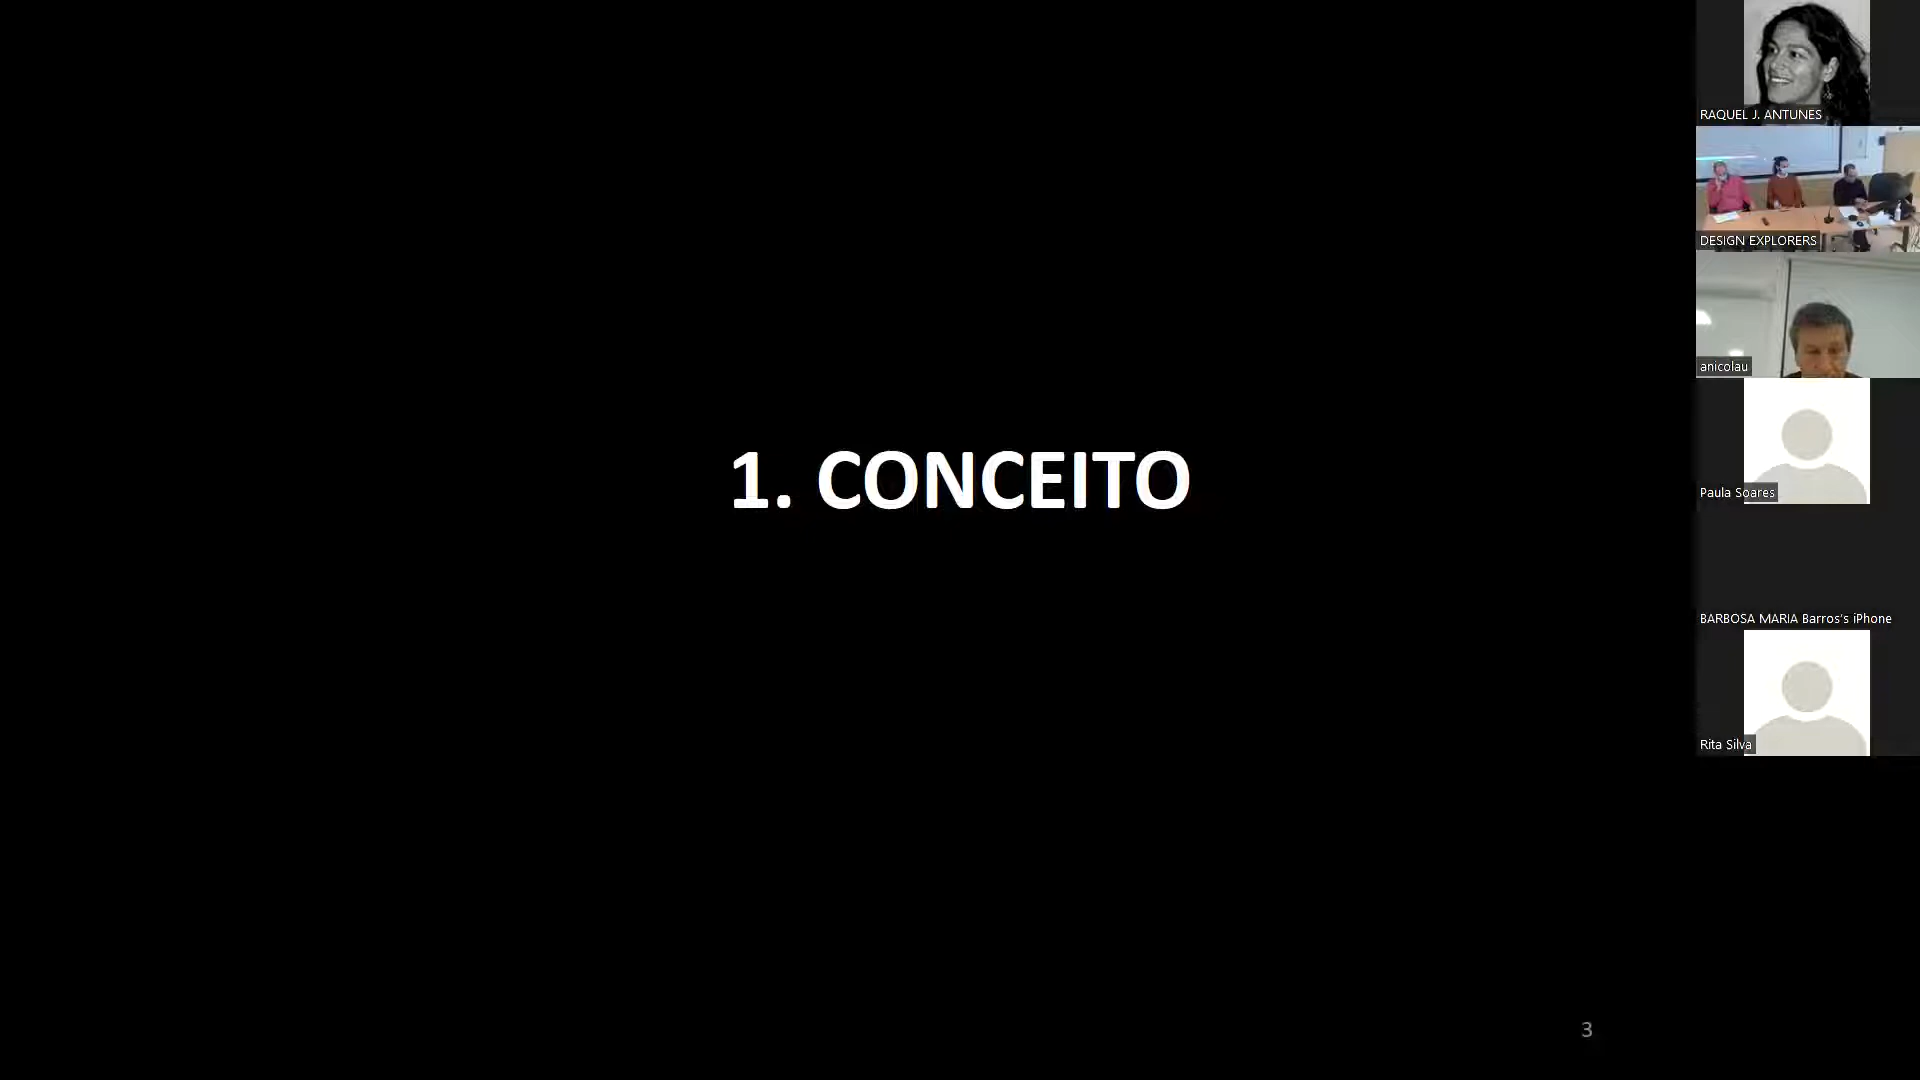 1. CONCEITO
3
RAQUEL J. ANTUNES
DESIGN EXPLORERS
anicolau
Paula Soares
BARBOSA MARIA Barros's iPhone
Rita Silva